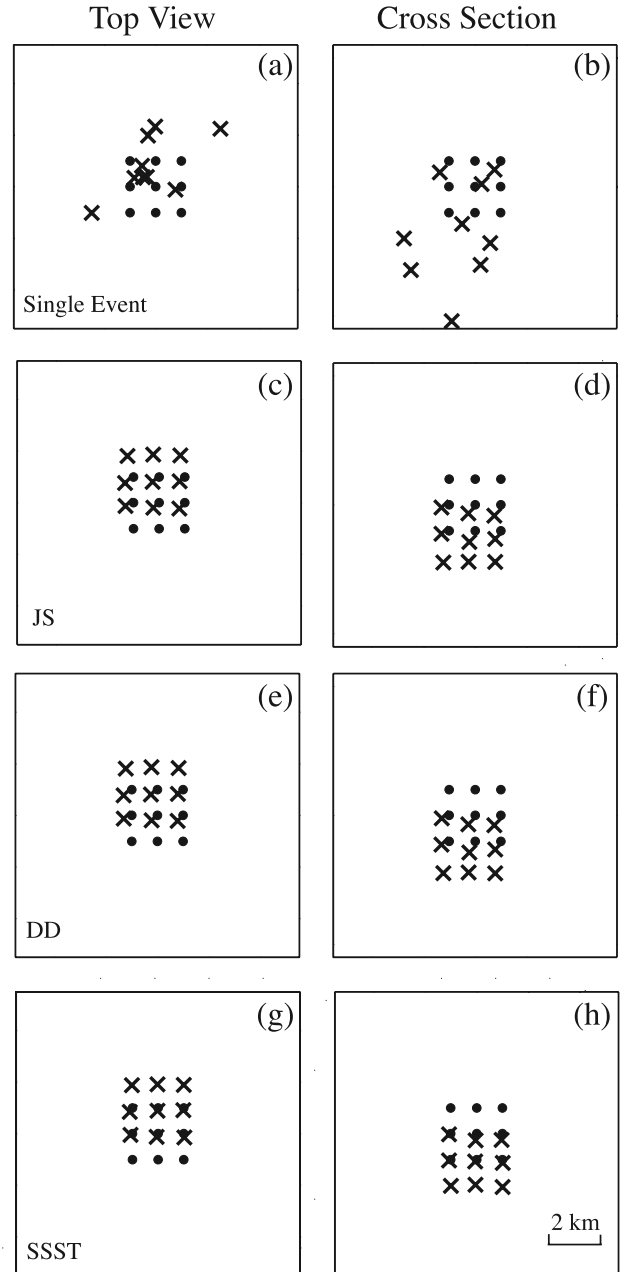 Top View
Cross Section
(a)
(b)
Single Event
(c)
(d)
JS
(e)
(f)
DD
(g)
(h)
SSST
2 km